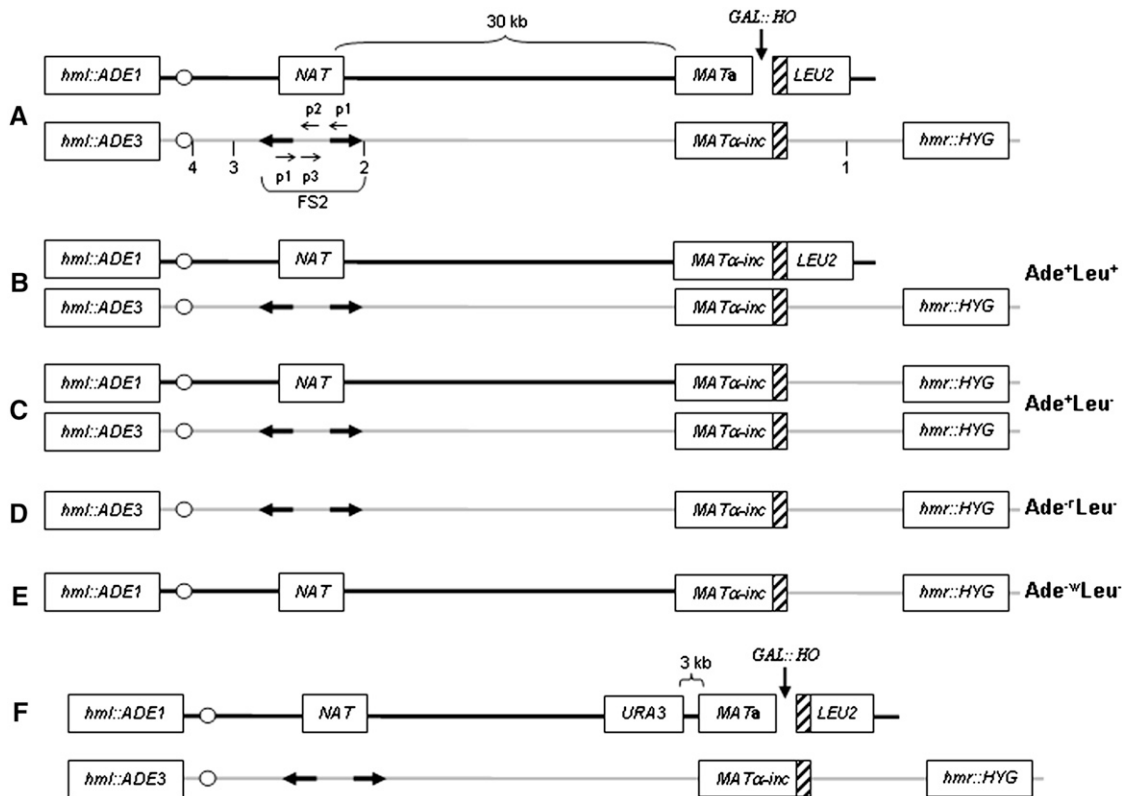 GAL::HO
30 kb
hml::ADE1 NAT MATa LEU2
A
p2 p1
hml::ADE3 MATα-inc hmr::HYG
4 3 2 1
p1 p3
FS2
hml::ADE1 NAT MATα-inc LEU2
B Ade⁺Leu⁺
hml::ADE3 MATα-inc hmr::HYG
hml::ADE1 NAT MATα-inc hmr::HYG
C Ade⁺Leu⁻
hml::ADE3 MATα-inc hmr::HYG
D hml::ADE3 MATα-inc hmr::HYG Ade⁻ʳLeu⁻
E hml::ADE1 NAT MATα-inc hmr::HYG Ade⁻ʷLeu⁻
GAL::HO
3 kb
F hml::ADE1 NAT URA3 MATa LEU2
hml::ADE3 MATα-inc hmr::HYG